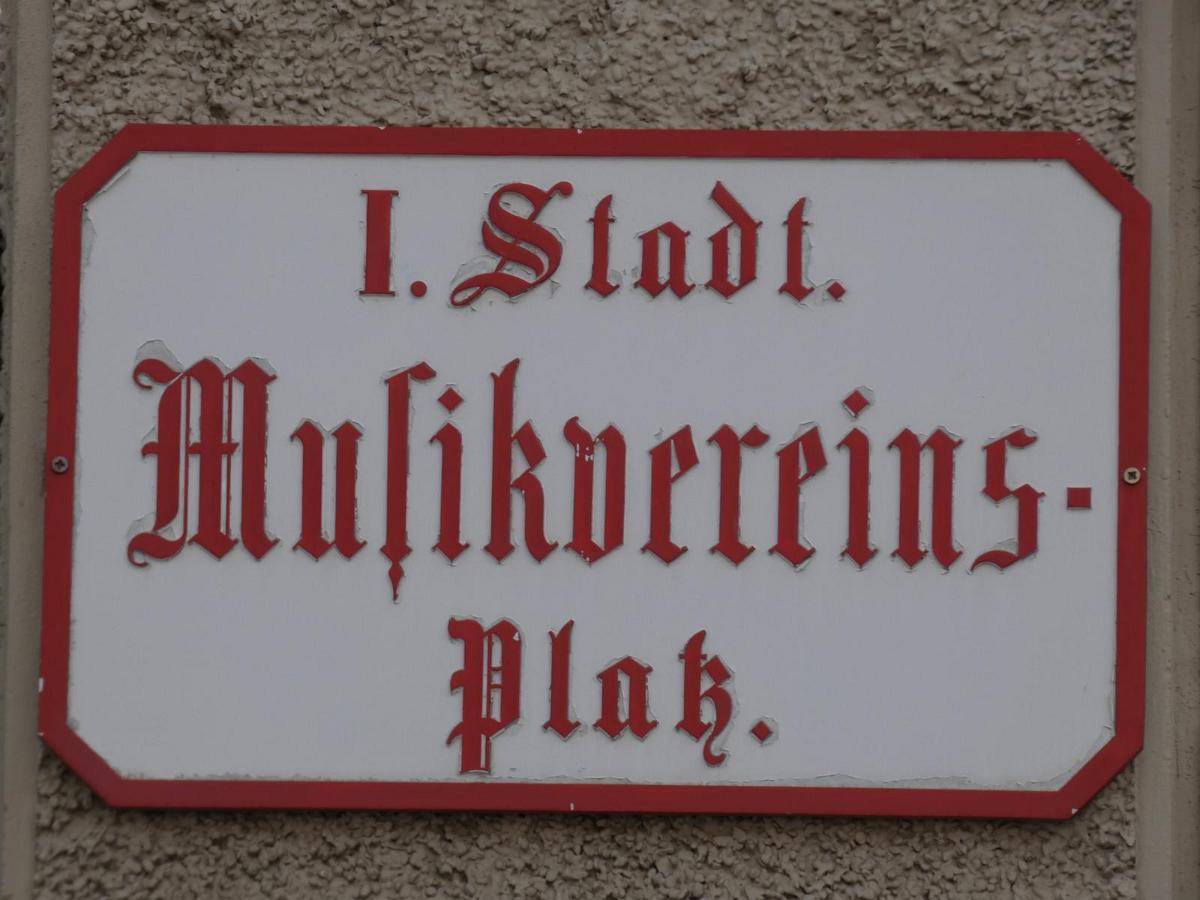 I. Stadt.
Muſikvereins-
Platz.